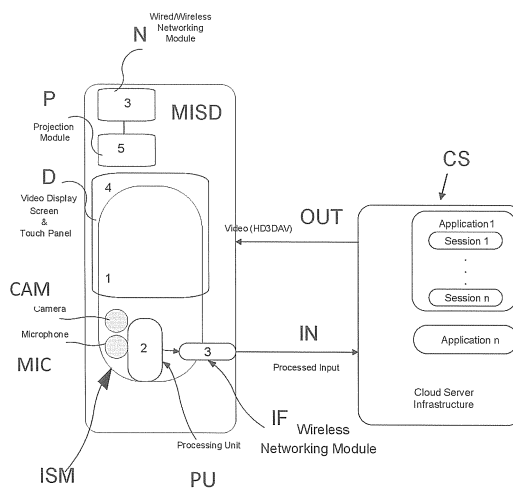 N
Wired/Wireless
Networking
Module
P
Projection
Module
3
MISD
5
D
Video Display
Screen
&
Touch Panel
4
1
CS
OUT
Video (HD3DAV)
Application1
Session 1
.
.
.
Session n
Application n
Cloud Server
Infrastructure
CAM
Camera
Microphone
MIC
2
3
IN
Processed Input
IF
Wireless
Networking Module
Processing Unit
ISM
PU